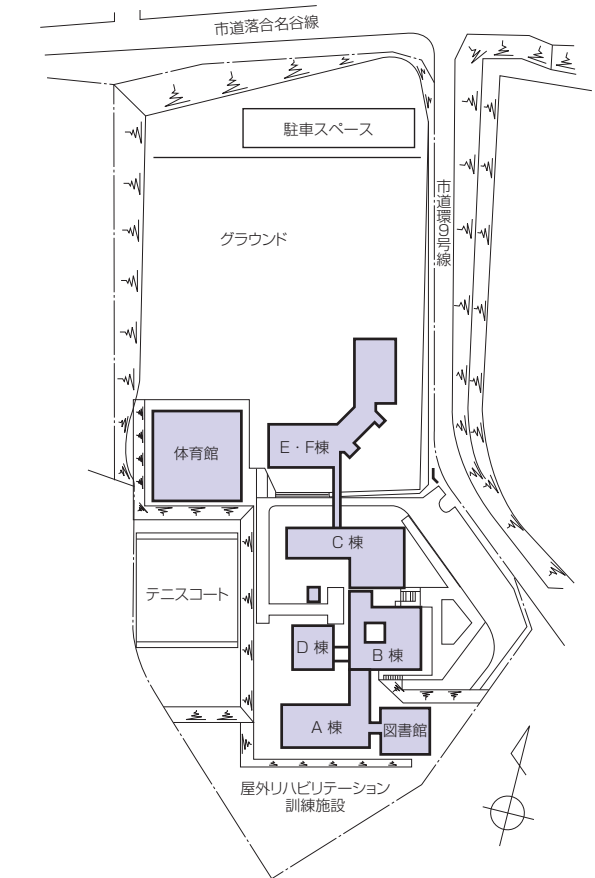 市道落合名谷線
駐車スペース
市道環9号線
グラウンド
体育館
E・F棟
C 棟
テニスコート
D 棟
B 棟
A 棟
図書館
屋外リハビリテーション
訓練施設